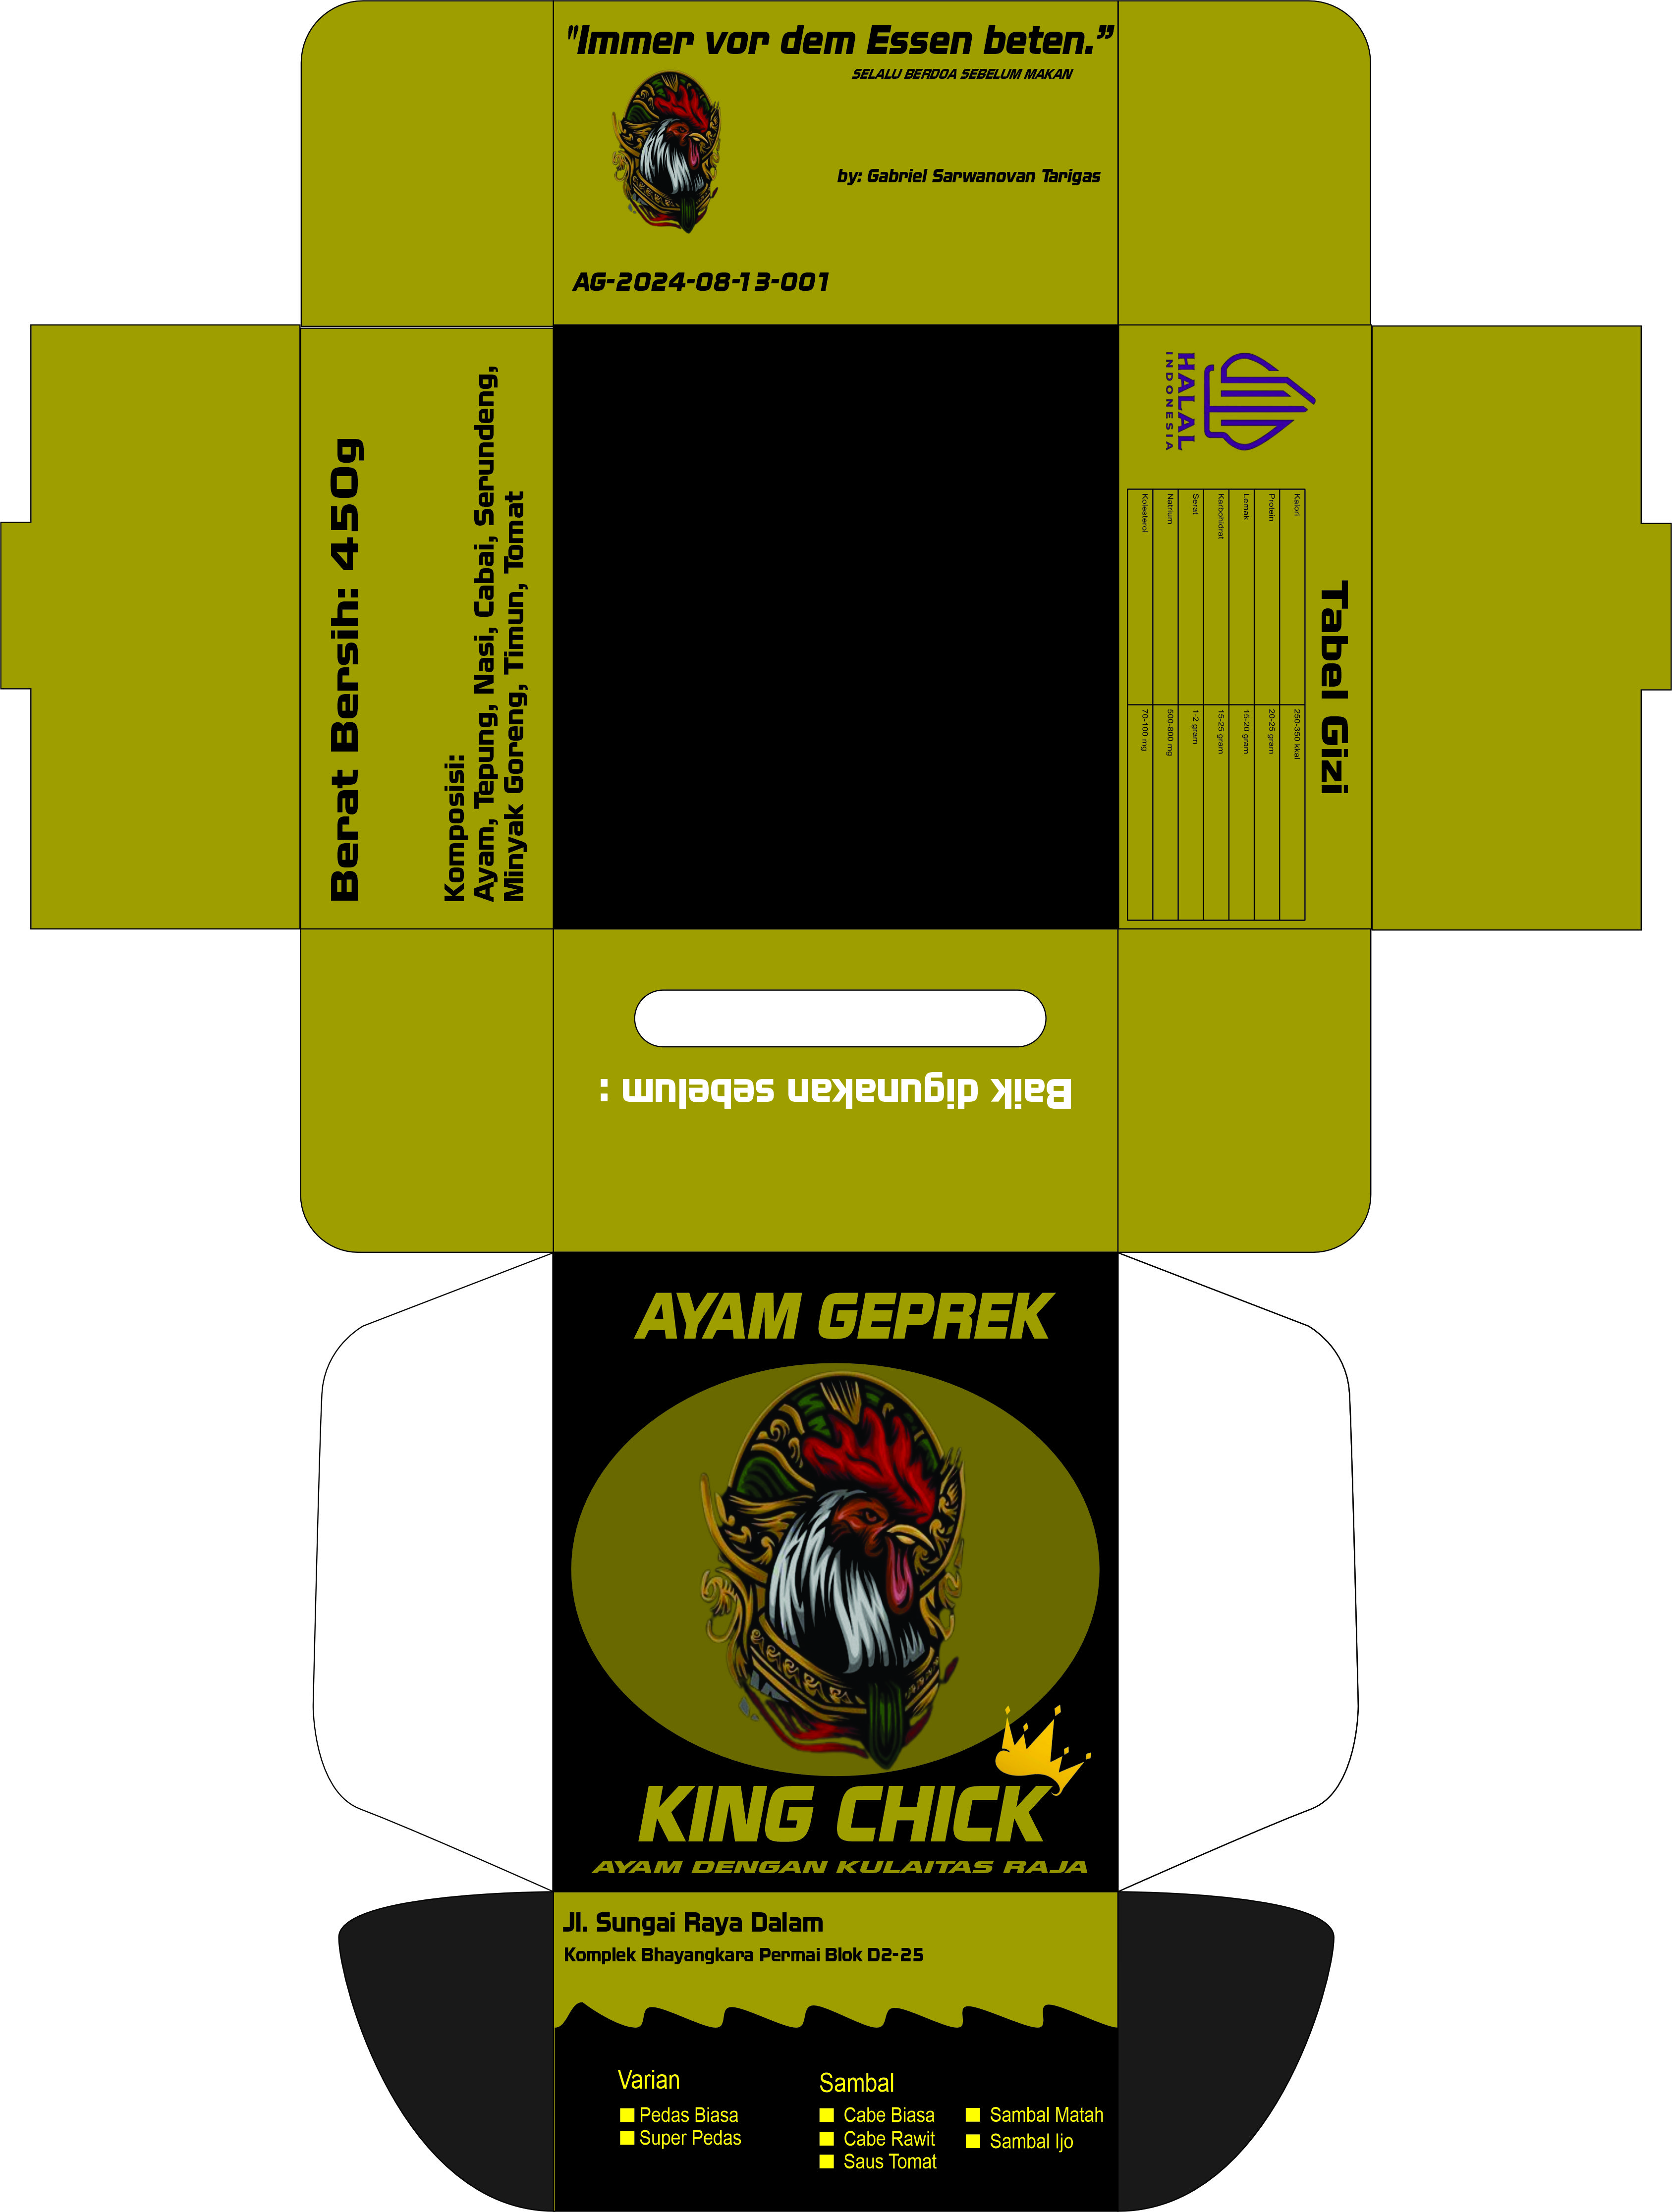 "Immer vor dem Essen beten.”
SELALU BERDOA SEBELUM MAKAN
by: Gabriel Sarwanovan Tarigas
AG-2024-08-13-001
Berat Bersih: 450g
Komposisi:
Ayam, Tepung, Nasi, Cabai, Serundeng,
Minyak Goreng, Timun, Tomat
HALAL
INDONESIA
Tabel Gizi
Kalori 250-350 kkal
Protein 20-25 gram
Lemak 15-20 gram
Karbohidrat 15-25 gram
Serat 1-2 gram
Natrium 500-800 mg
Kolesterol 70-100 mg
Baik digunakan sebelum :
AYAM GEPREK
KING CHICK
AYAM DENGAN KULAITAS RAJA
Jl. Sungai Raya Dalam
Komplek Bhayangkara Permai Blok D2-25
Varian
Pedas Biasa
Super Pedas
Sambal
Cabe Biasa
Cabe Rawit
Saus Tomat
Sambal Matah
Sambal Ijo